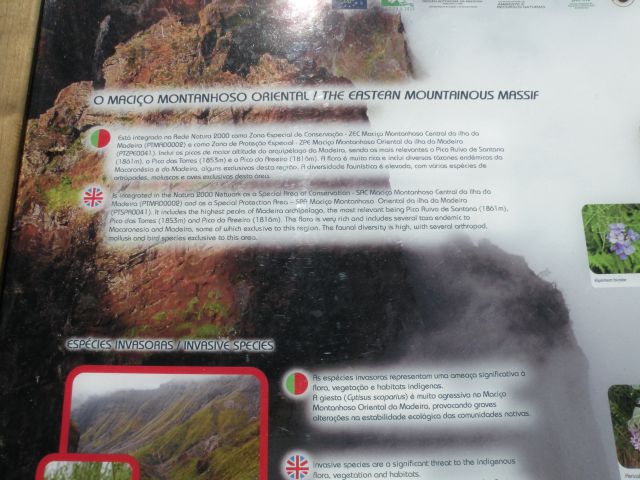 O MACIÇO MONTANHOSO ORIENTAL / THE EASTERN MOUNTAINOUS MASSIF
Está integrado na Rede Natura 2000 como Zona Especial de Conservação - ZEC Maciço Montanhoso Central da Ilha da
Madeira (PTMAD0002) e como Zona de Protecção Especial - ZPE Maciço Montanhoso Oriental da Ilha da Madeira
(PTZPE0041). Inclui os picos de maior altitude do arquipélago da Madeira, sendo os mais relevantes o Pico Ruivo de Santana
(1861m), o Pico das Torres (1853m) e o Pico do Areeiro (1816m). A flora é muito rica e inclui diversos táxones endémicos da
Macaronésia e da Madeira, alguns exclusivos desta região. A diversidade faunística é elevada, com várias espécies de
artrópodes, moluscos e aves exclusivos desta área.
Is integrated in the Natura 2000 Network as a Special Area of Conservation - SAC Maciço Montanhoso Central da Ilha da
Madeira (PTMAD0002) and as a Special Protection Area - SPA Maciço Montanhoso Oriental da Ilha da Madeira
(PTSPA0041). It includes the highest peaks of Madeira archipelago, the most relevant being Pico Ruivo de Santana (1861m),
Pico das Torres (1853m) and Pico do Areeiro (1816m). The flora is very rich and includes several taxa endemic to
Macaronesia and Madeira, some of which exclusive to this region. The faunal diversity is high, with several arthropod,
mollusk and bird species exclusive to this area.
ESPÉCIES INVASORAS / INVASIVE SPECIES
As espécies invasoras representam uma ameaça significativa à
flora, vegetação e habitats indígenas.
A giesta (Cytisus scoparius) é muito agressiva no Maciço
Montanhoso Oriental da Madeira, provocando graves
alterações na estabilidade ecológica das comunidades nativas.
Invasive species are a significant threat to the indigenous
flora, vegetation and habitats.